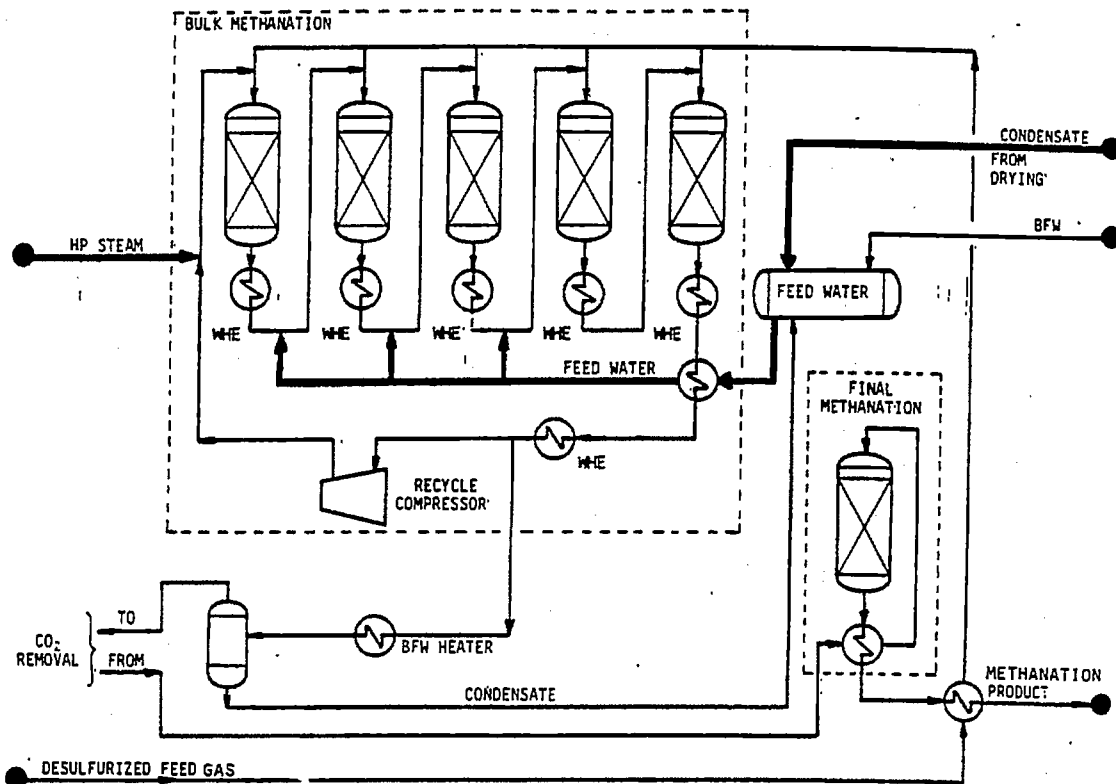 BULK METHANATION
CONDENSATE
FROM
DRYING
BFW
HP STEAM
FEED WATER
WHE
WHE
WHE
WHE
WHE
FEED WATER
FINAL
METHANATION
WHE
RECYCLE
COMPRESSOR
TO
CO₂
REMOVAL
FROM
BFW HEATER
CONDENSATE
METHANATION
PRODUCT
DESULFURIZED FEED GAS